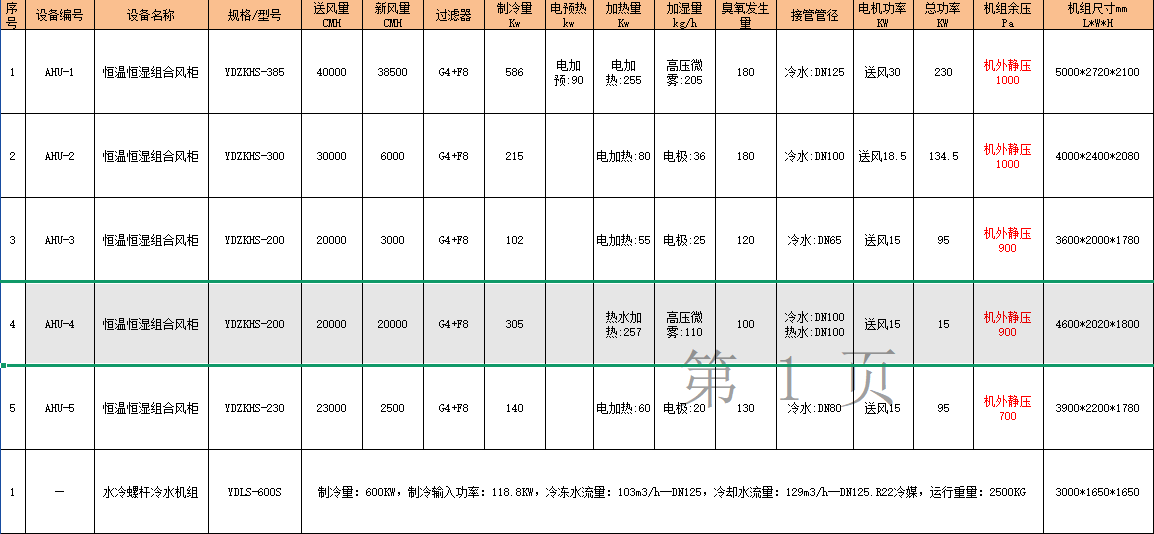 序号 设备编号 设备名称 规格/型号 送风量 CMH 新风量 CMH 过滤器 制冷量 Kw 电预热 kw 加热量 Kw 加湿量 kg/h 臭氧发生量 接管管径 电机功率 KW 总功率 KW 机组余压 Pa 机组尺寸mm L*W*H
1 AHU-1 恒温恒湿组合风柜 YDZKHS-385 40000 38500 G4+F8 586 电加预:90 电加热:255 高压微雾:205 180 冷水:DN125 送风30 230 机外静压1000 5000*2720*2100
2 AHU-2 恒温恒湿组合风柜 YDZKHS-300 30000 6000 G4+F8 215 电加热:80 电极:36 180 冷水:DN100 送风18.5 134.5 机外静压1000 4000*2400*2080
3 AHU-3 恒温恒湿组合风柜 YDZKHS-200 20000 3000 G4+F8 102 电加热:55 电极:25 120 冷水:DN65 送风15 95 机外静压900 3600*2000*1780
4 AHU-4 恒温恒湿组合风柜 YDZKHS-200 20000 20000 G4+F8 305 热水加热:257 高压微雾:110 100 冷水:DN100 热水:DN100 送风15 15 机外静压900 4600*2020*1800
第 1 页
5 AHU-5 恒温恒湿组合风柜 YDZKHS-230 23000 2500 G4+F8 140 电加热:60 电极:20 130 冷水:DN80 送风15 95 机外静压700 3900*2200*1780
1 — 水冷螺杆冷水机组 YDLS-600S 制冷量：600KW，制冷输入功率：118.8KW，冷冻水流量：103m3/h—DN125，冷却水流量：129m3/h—DN125.R22冷媒，运行重量：2500KG 3000*1650*1650